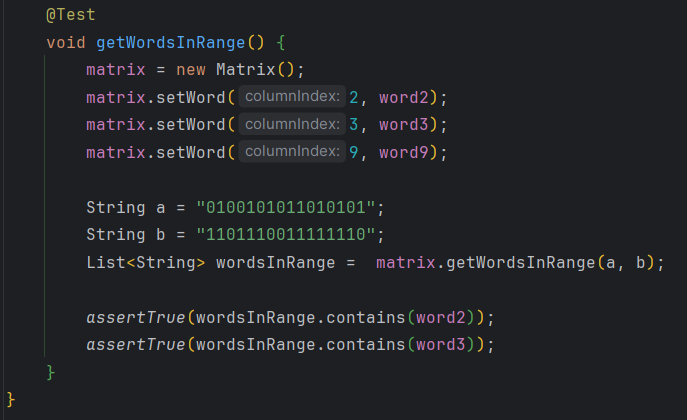 @Test
void getWordsInRange() {
matrix = new Matrix();
matrix.setWord( columnIndex: 2, word2);
matrix.setWord( columnIndex: 3, word3);
matrix.setWord( columnIndex: 9, word9);
String a = "0100101011010101";
String b = "1101110011111110";
List<String> wordsInRange =  matrix.getWordsInRange(a, b);
assertTrue(wordsInRange.contains(word2));
assertTrue(wordsInRange.contains(word3));
}
}